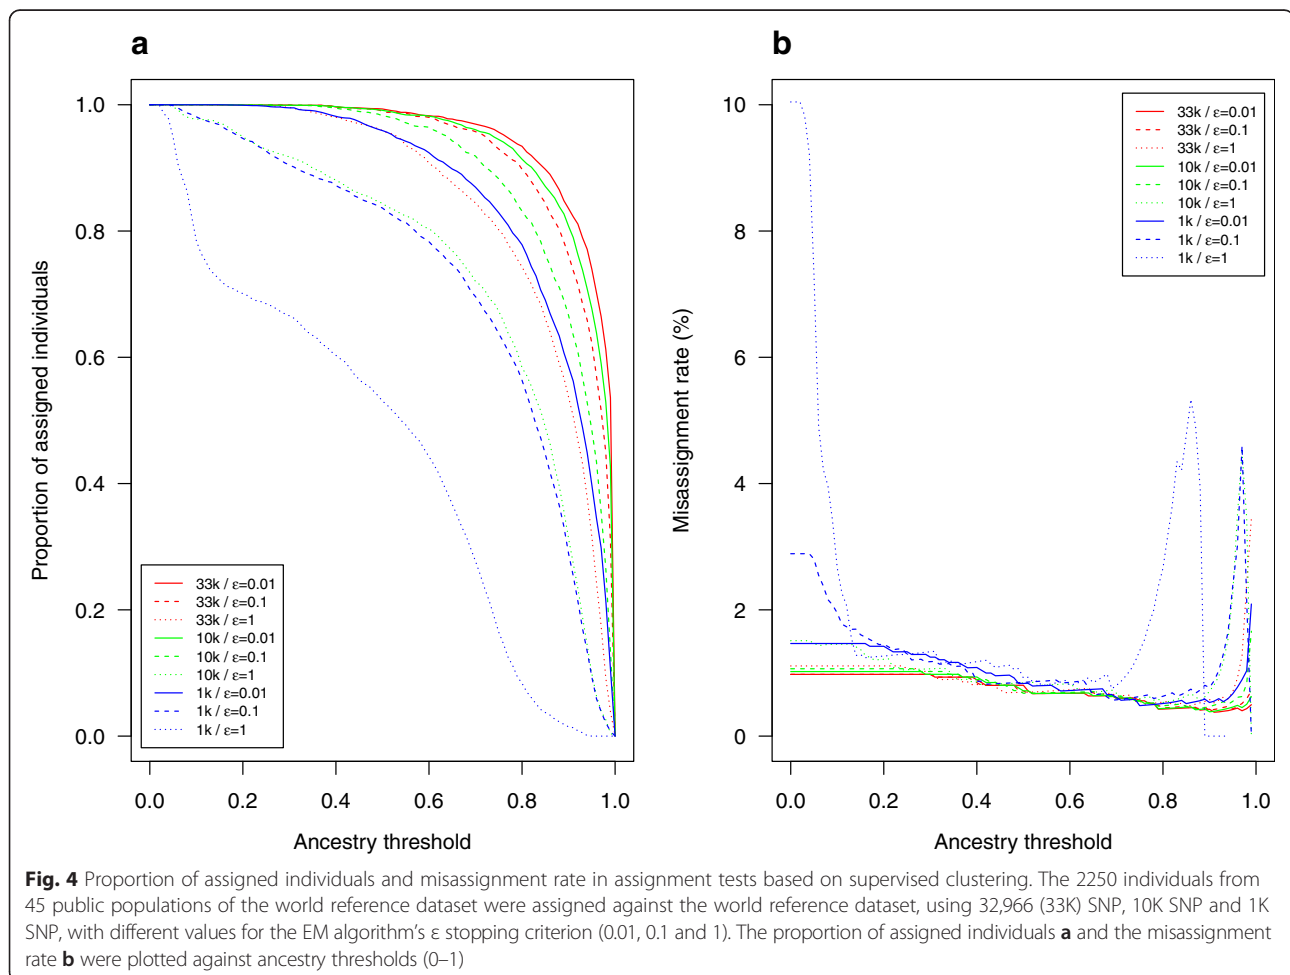 a
1.0
0.8
0.6
0.4
0.2
0.0
Proportion of assigned individuals
33k / ε=0.01
33k / ε=0.1
33k / ε=1
10k / ε=0.01
10k / ε=0.1
10k / ε=1
1k / ε=0.01
1k / ε=0.1
1k / ε=1
0.0 0.2 0.4 0.6 0.8 1.0
Ancestry threshold
b
10
8
6
4
2
0
Misassignment rate (%)
33k / ε=0.01
33k / ε=0.1
33k / ε=1
10k / ε=0.01
10k / ε=0.1
10k / ε=1
1k / ε=0.01
1k / ε=0.1
1k / ε=1
0.0 0.2 0.4 0.6 0.8 1.0
Ancestry threshold
Fig. 4 Proportion of assigned individuals and misassignment rate in assignment tests based on supervised clustering. The 2250 individuals from
45 public populations of the world reference dataset were assigned against the world reference dataset, using 32,966 (33K) SNP, 10K SNP and 1K
SNP, with different values for the EM algorithm's ε stopping criterion (0.01, 0.1 and 1). The proportion of assigned individuals a and the misassignment
rate b were plotted against ancestry thresholds (0–1)